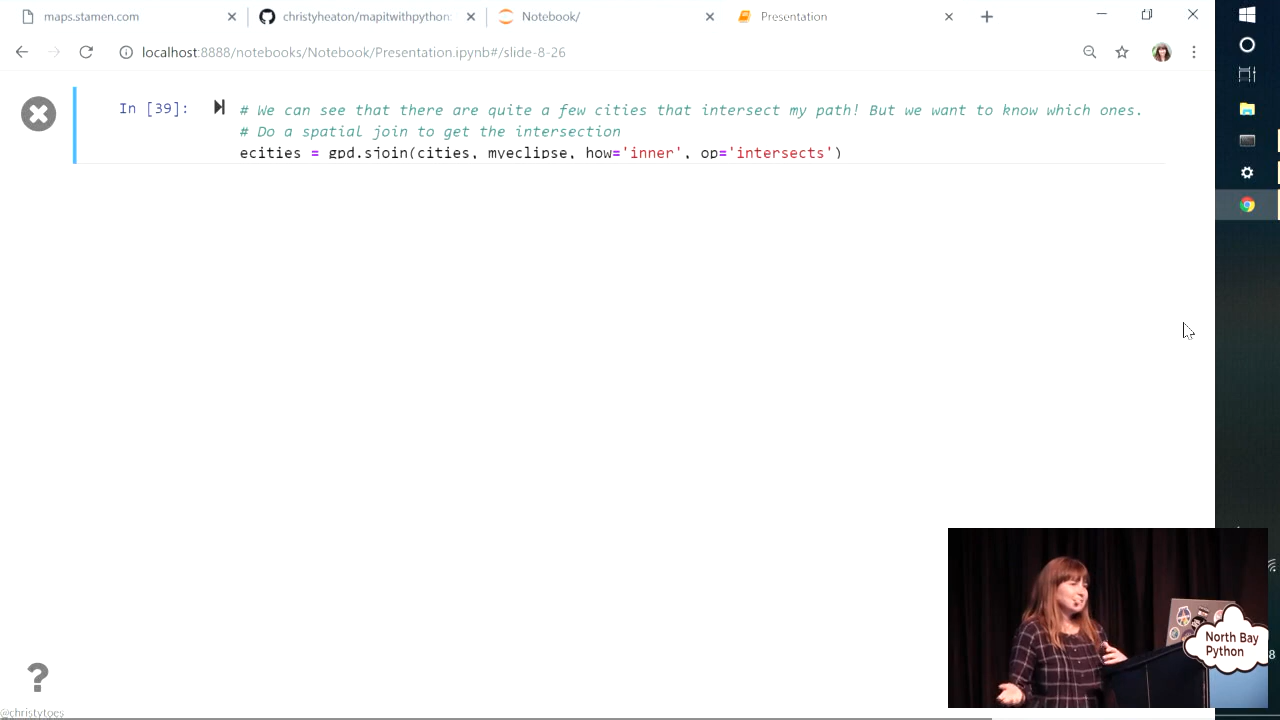 maps.stamen.com
christyheaton/mapitwithpython:
Notebook/
Presentation
localhost:8888/notebooks/Notebook/Presentation.ipynb#/slide-8-26
In [39]:
# We can see that there are quite a few cities that intersect my path! But we want to know which ones.
# Do a spatial join to get the intersection
ecities = gpd.sjoin(cities, myeclipse, how='inner', op='intersects')
North Bay
Python
8
?
@christytoes